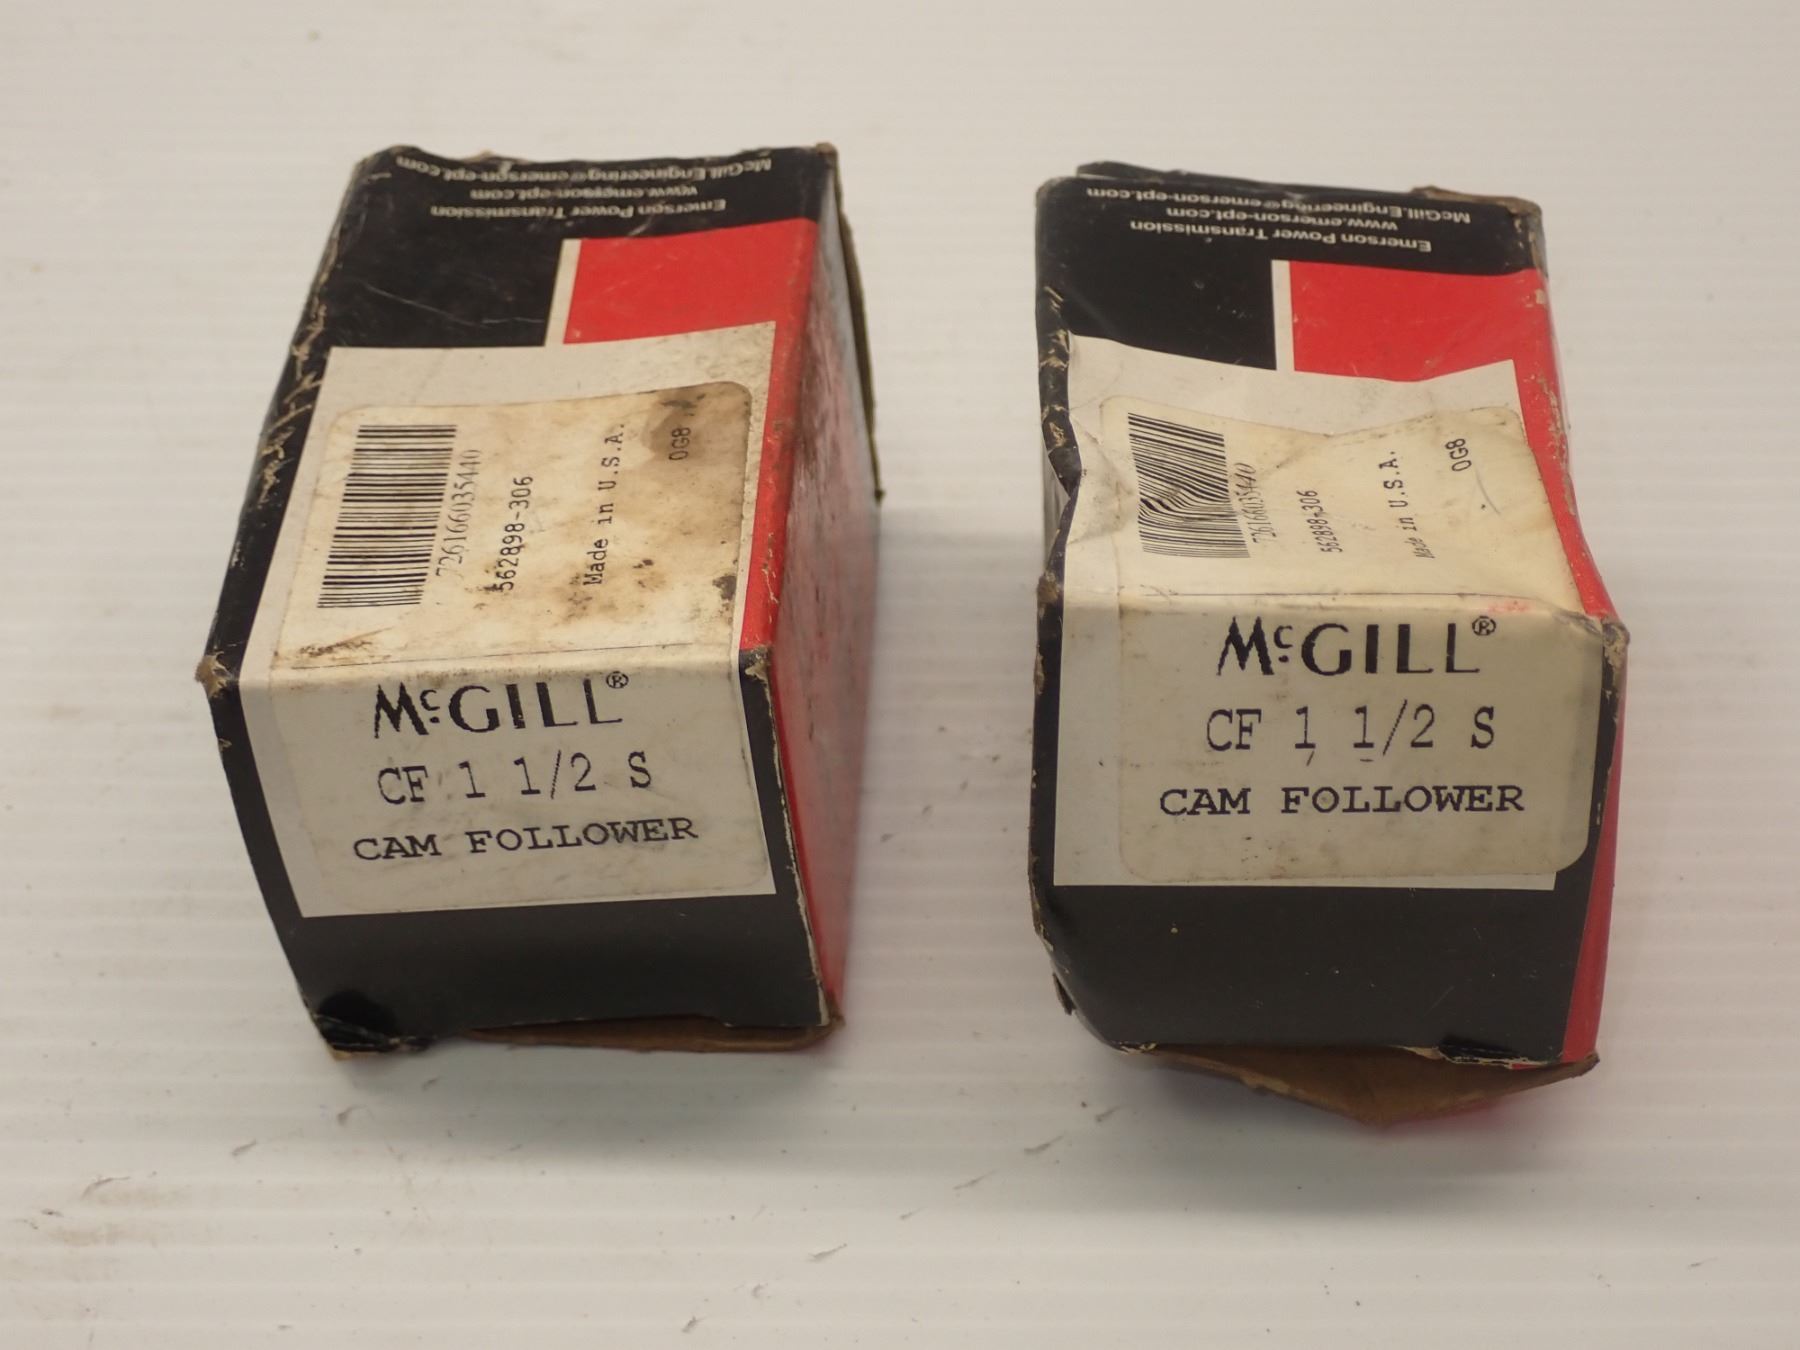 McGill.Engineering@emerson-ept.com
www.emerson-ept.com
Emerson Power Transmission
726166035440
562898-306
Made in U.S.A.
0G8
McGILL®
CF 1 1/2 S
CAM FOLLOWER
McGill.Engineering@emerson-ept.com
www.emerson-ept.com
Emerson Power Transmission
726166035440
562898-306
Made in U.S.A.
0G8
McGILL®
CF 1 1/2 S
CAM FOLLOWER